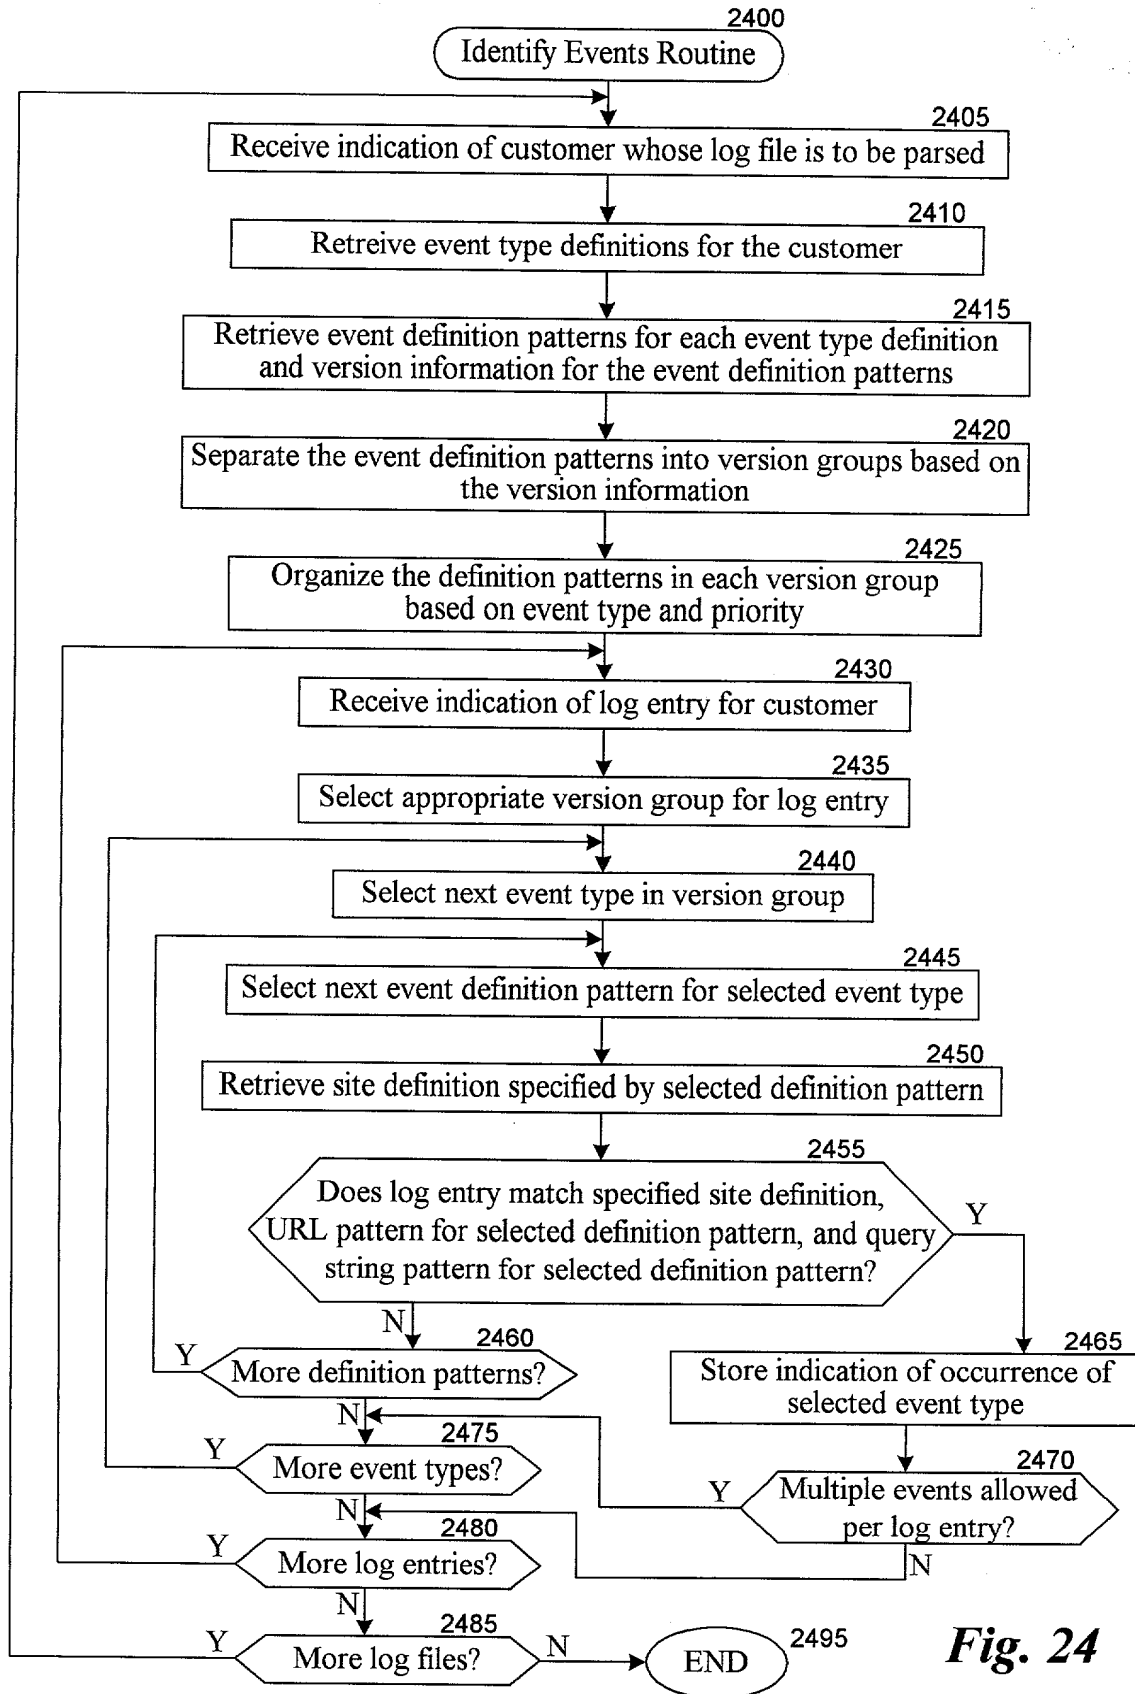 2400
Identify Events Routine
2405
Receive indication of customer whose log file is to be parsed
2410
Retreive event type definitions for the customer
2415
Retrieve event definition patterns for each event type definition
and version information for the event definition patterns
2420
Separate the event definition patterns into version groups based on
the version information
2425
Organize the definition patterns in each version group
based on event type and priority
2430
Receive indication of log entry for customer
2435
Select appropriate version group for log entry
2440
Select next event type in version group
2445
Select next event definition pattern for selected event type
2450
Retrieve site definition specified by selected definition pattern
2455
Does log entry match specified site definition,
URL pattern for selected definition pattern, and query
string pattern for selected definition pattern?
Y
N
2460
Y
More definition patterns?
2465
Store indication of occurrence of
selected event type
N
2475
Y
More event types?
2470
Y
Multiple events allowed
per log entry?
N
N
2480
Y
More log entries?
N
2485
Y
More log files?
N
END
2495
Fig. 24